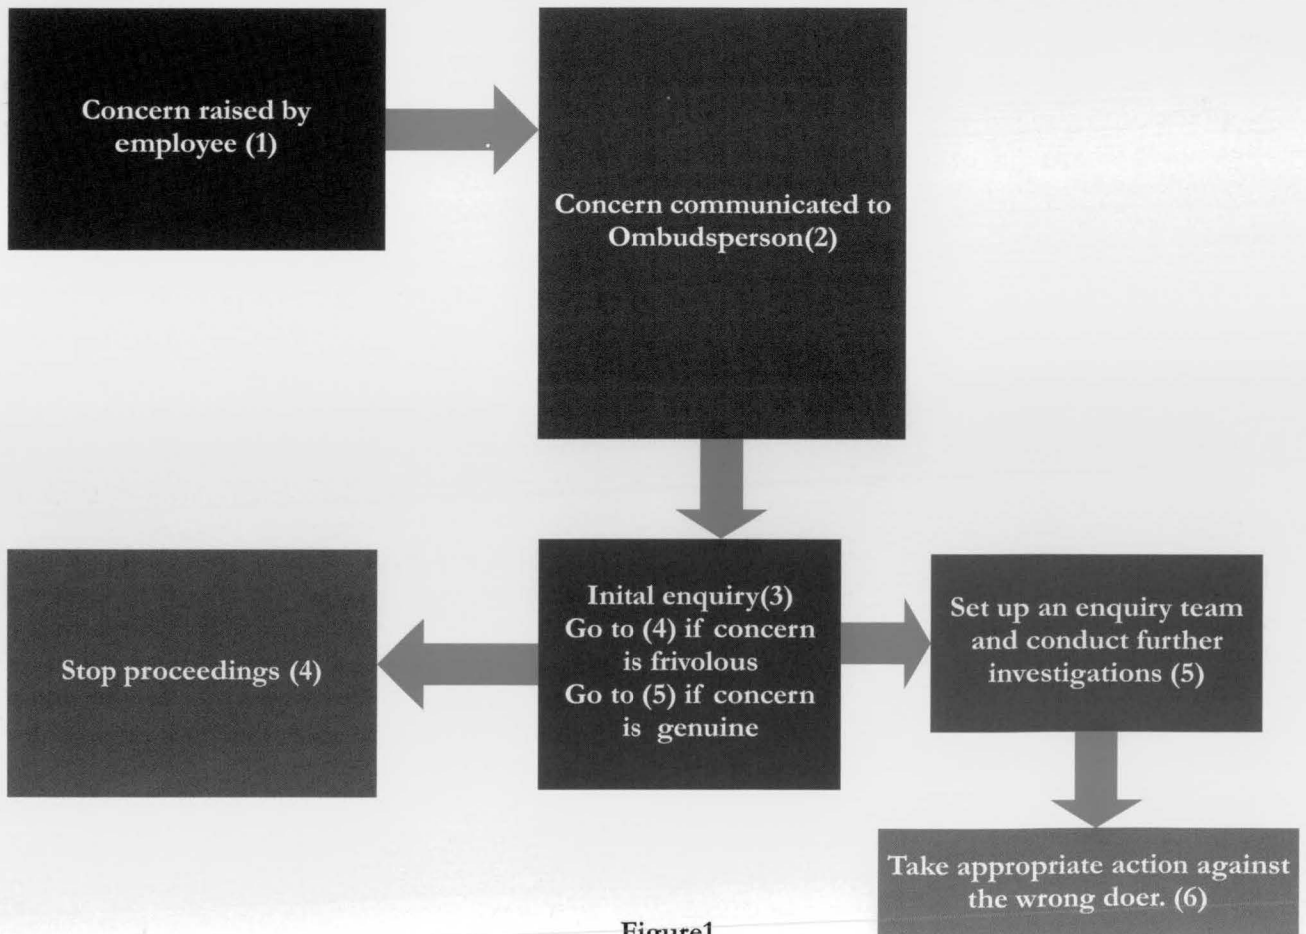 Concern raised by
employee (1)
Concern communicated to
Ombudsperson(2)
Inital enquiry(3)
Go to (4) if concern
is frivolous
Go to (5) if concern
is genuine
Stop proceedings (4)
Set up an enquiry team
and conduct further
investigations (5)
Take appropriate action against
the wrong doer. (6)
Figure1